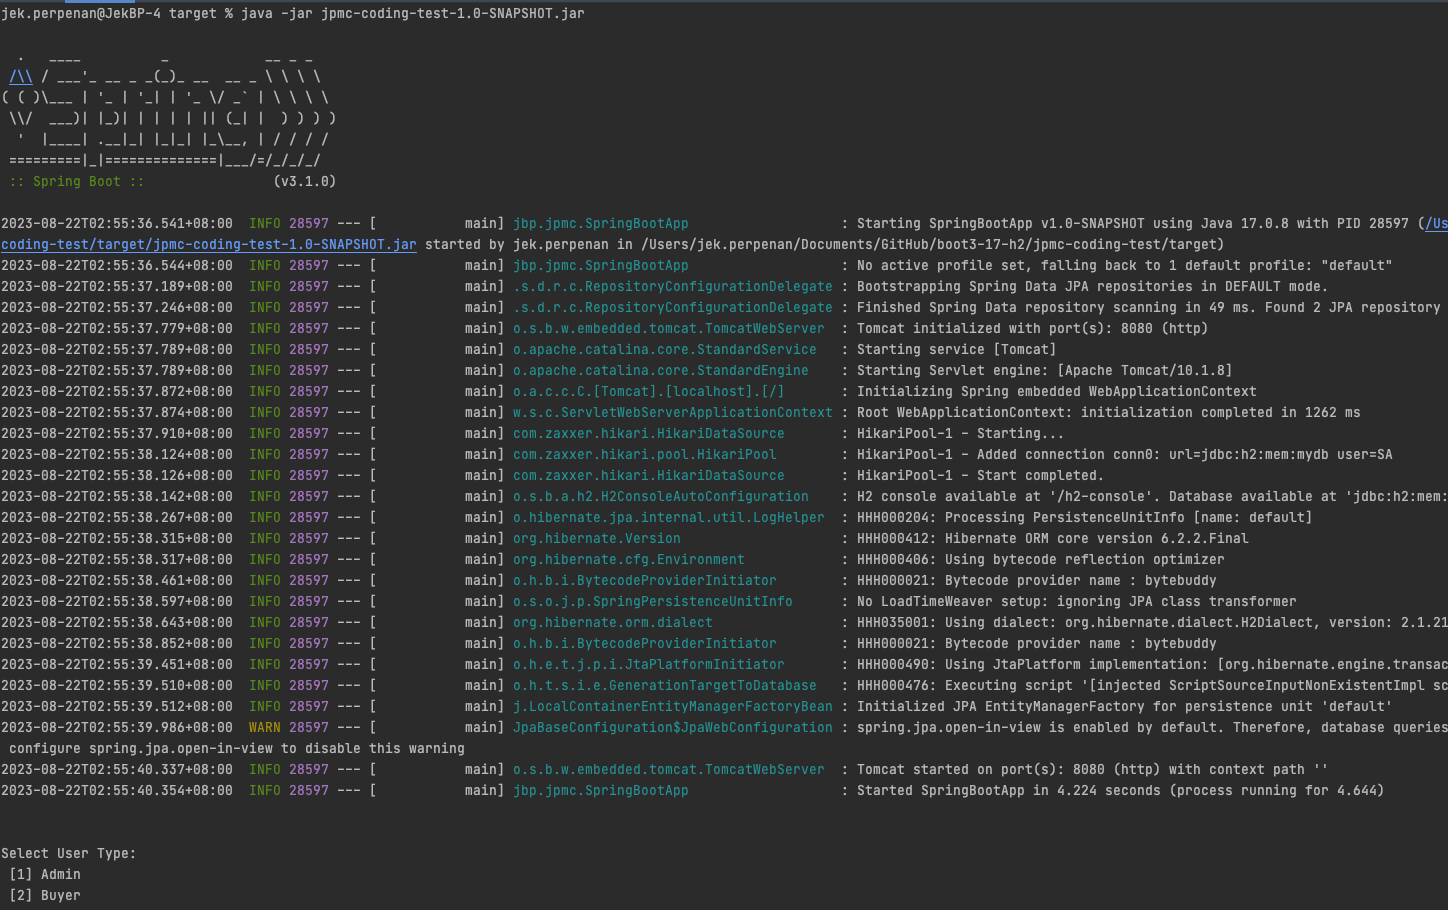 jek.perpenan@JekBP-4 target % java -jar jpmc-coding-test-1.0-SNAPSHOT.jar
  .   ____          _            __ _ _
 /\\ / ___'_ __ _ _(_)_ __  __ _ \ \ \ \
( ( )\___ | '_ | '_| | '_ \/ _` | \ \ \ \
 \\/  ___)| |_)| | | | | || (_| |  ) ) ) )
  '  |____| .__|_| |_|_| |_\__, | / / / /
 =========|_|==============|___/=/_/_/_/
 :: Spring Boot ::                (v3.1.0)
2023-08-22T02:55:36.541+08:00  INFO 28597 --- [           main] jbp.jpmc.SpringBootApp                   : Starting SpringBootApp v1.0-SNAPSHOT using Java 17.0.8 with PID 28597 (/Us
coding-test/target/jpmc-coding-test-1.0-SNAPSHOT.jar started by jek.perpenan in /Users/jek.perpenan/Documents/GitHub/boot3-17-h2/jpmc-coding-test/target)
2023-08-22T02:55:36.544+08:00  INFO 28597 --- [           main] jbp.jpmc.SpringBootApp                   : No active profile set, falling back to 1 default profile: "default"
2023-08-22T02:55:37.189+08:00  INFO 28597 --- [           main] .s.d.r.c.RepositoryConfigurationDelegate : Bootstrapping Spring Data JPA repositories in DEFAULT mode.
2023-08-22T02:55:37.246+08:00  INFO 28597 --- [           main] .s.d.r.c.RepositoryConfigurationDelegate : Finished Spring Data repository scanning in 49 ms. Found 2 JPA repository
2023-08-22T02:55:37.779+08:00  INFO 28597 --- [           main] o.s.b.w.embedded.tomcat.TomcatWebServer  : Tomcat initialized with port(s): 8080 (http)
2023-08-22T02:55:37.789+08:00  INFO 28597 --- [           main] o.apache.catalina.core.StandardService   : Starting service [Tomcat]
2023-08-22T02:55:37.789+08:00  INFO 28597 --- [           main] o.apache.catalina.core.StandardEngine    : Starting Servlet engine: [Apache Tomcat/10.1.8]
2023-08-22T02:55:37.872+08:00  INFO 28597 --- [           main] o.a.c.c.C.[Tomcat].[localhost].[/]       : Initializing Spring embedded WebApplicationContext
2023-08-22T02:55:37.874+08:00  INFO 28597 --- [           main] w.s.c.ServletWebServerApplicationContext : Root WebApplicationContext: initialization completed in 1262 ms
2023-08-22T02:55:37.910+08:00  INFO 28597 --- [           main] com.zaxxer.hikari.HikariDataSource       : HikariPool-1 - Starting...
2023-08-22T02:55:38.124+08:00  INFO 28597 --- [           main] com.zaxxer.hikari.pool.HikariPool        : HikariPool-1 - Added connection conn0: url=jdbc:h2:mem:mydb user=SA
2023-08-22T02:55:38.126+08:00  INFO 28597 --- [           main] com.zaxxer.hikari.HikariDataSource       : HikariPool-1 - Start completed.
2023-08-22T02:55:38.142+08:00  INFO 28597 --- [           main] o.s.b.a.h2.H2ConsoleAutoConfiguration    : H2 console available at '/h2-console'. Database available at 'jdbc:h2:mem:
2023-08-22T02:55:38.267+08:00  INFO 28597 --- [           main] o.hibernate.jpa.internal.util.LogHelper  : HHH000204: Processing PersistenceUnitInfo [name: default]
2023-08-22T02:55:38.315+08:00  INFO 28597 --- [           main] org.hibernate.Version                    : HHH000412: Hibernate ORM core version 6.2.2.Final
2023-08-22T02:55:38.317+08:00  INFO 28597 --- [           main] org.hibernate.cfg.Environment            : HHH000406: Using bytecode reflection optimizer
2023-08-22T02:55:38.461+08:00  INFO 28597 --- [           main] o.h.b.i.BytecodeProviderInitiator        : HHH000021: Bytecode provider name : bytebuddy
2023-08-22T02:55:38.597+08:00  INFO 28597 --- [           main] o.s.o.j.p.SpringPersistenceUnitInfo      : No LoadTimeWeaver setup: ignoring JPA class transformer
2023-08-22T02:55:38.643+08:00  INFO 28597 --- [           main] org.hibernate.orm.dialect                : HHH035001: Using dialect: org.hibernate.dialect.H2Dialect, version: 2.1.21
2023-08-22T02:55:38.852+08:00  INFO 28597 --- [           main] o.h.b.i.BytecodeProviderInitiator        : HHH000021: Bytecode provider name : bytebuddy
2023-08-22T02:55:39.451+08:00  INFO 28597 --- [           main] o.h.e.t.j.p.i.JtaPlatformInitiator       : HHH000490: Using JtaPlatform implementation: [org.hibernate.engine.transac
2023-08-22T02:55:39.510+08:00  INFO 28597 --- [           main] o.h.t.s.i.e.GenerationTargetToDatabase   : HHH000476: Executing script '[injected ScriptSourceInputNonExistentImpl sc
2023-08-22T02:55:39.512+08:00  INFO 28597 --- [           main] j.LocalContainerEntityManagerFactoryBean : Initialized JPA EntityManagerFactory for persistence unit 'default'
2023-08-22T02:55:39.986+08:00  WARN 28597 --- [           main] JpaBaseConfiguration$JpaWebConfiguration : spring.jpa.open-in-view is enabled by default. Therefore, database queries
 configure spring.jpa.open-in-view to disable this warning
2023-08-22T02:55:40.337+08:00  INFO 28597 --- [           main] o.s.b.w.embedded.tomcat.TomcatWebServer  : Tomcat started on port(s): 8080 (http) with context path ''
2023-08-22T02:55:40.354+08:00  INFO 28597 --- [           main] jbp.jpmc.SpringBootApp                   : Started SpringBootApp in 4.224 seconds (process running for 4.644)
Select User Type:
 [1] Admin
 [2] Buyer